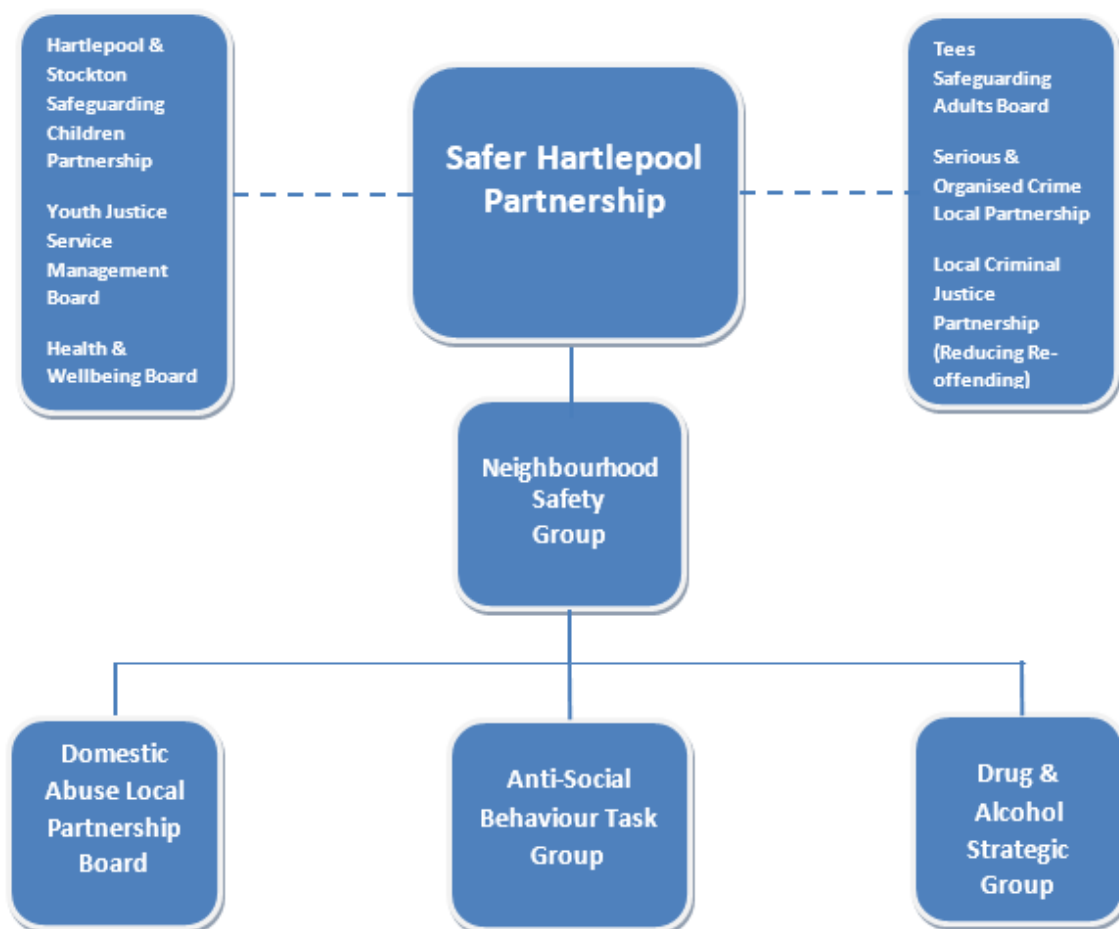 Hartlepool &
Stockton
Safeguarding
Children
Partnership
Youth Justice
Service
Management
Board
Health &
Wellbeing Board
Safer Hartlepool
Partnership
Tees
Safeguarding
Adults Board
Serious &
Organised Crime
Local Partnership
Local Criminal
Justice
Partnership
(Reducing Re-
offending)
Neighbourhood
Safety
Group
Domestic
Abuse Local
Partnership
Board
Anti-Social
Behaviour Task
Group
Drug &
Alcohol
Strategic
Group